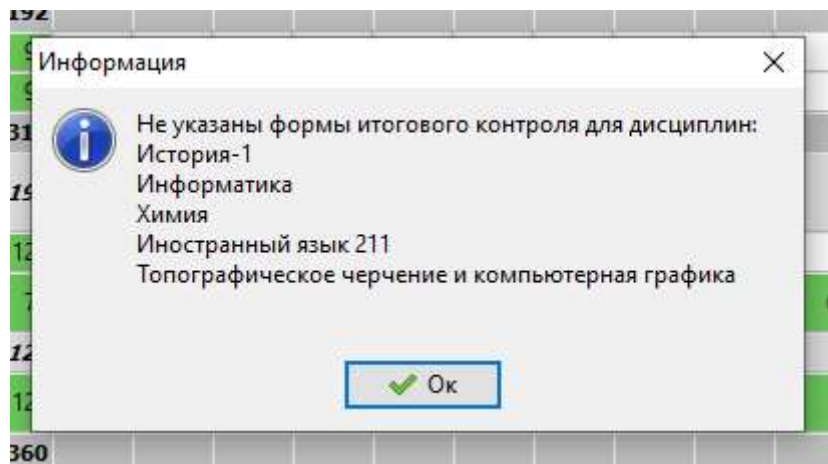 192
Информация
Не указаны формы итогового контроля для дисциплин:
История-1
Информатика
Химия
Иностранный язык 211
Топографическое черчение и компьютерная графика
Ок
360